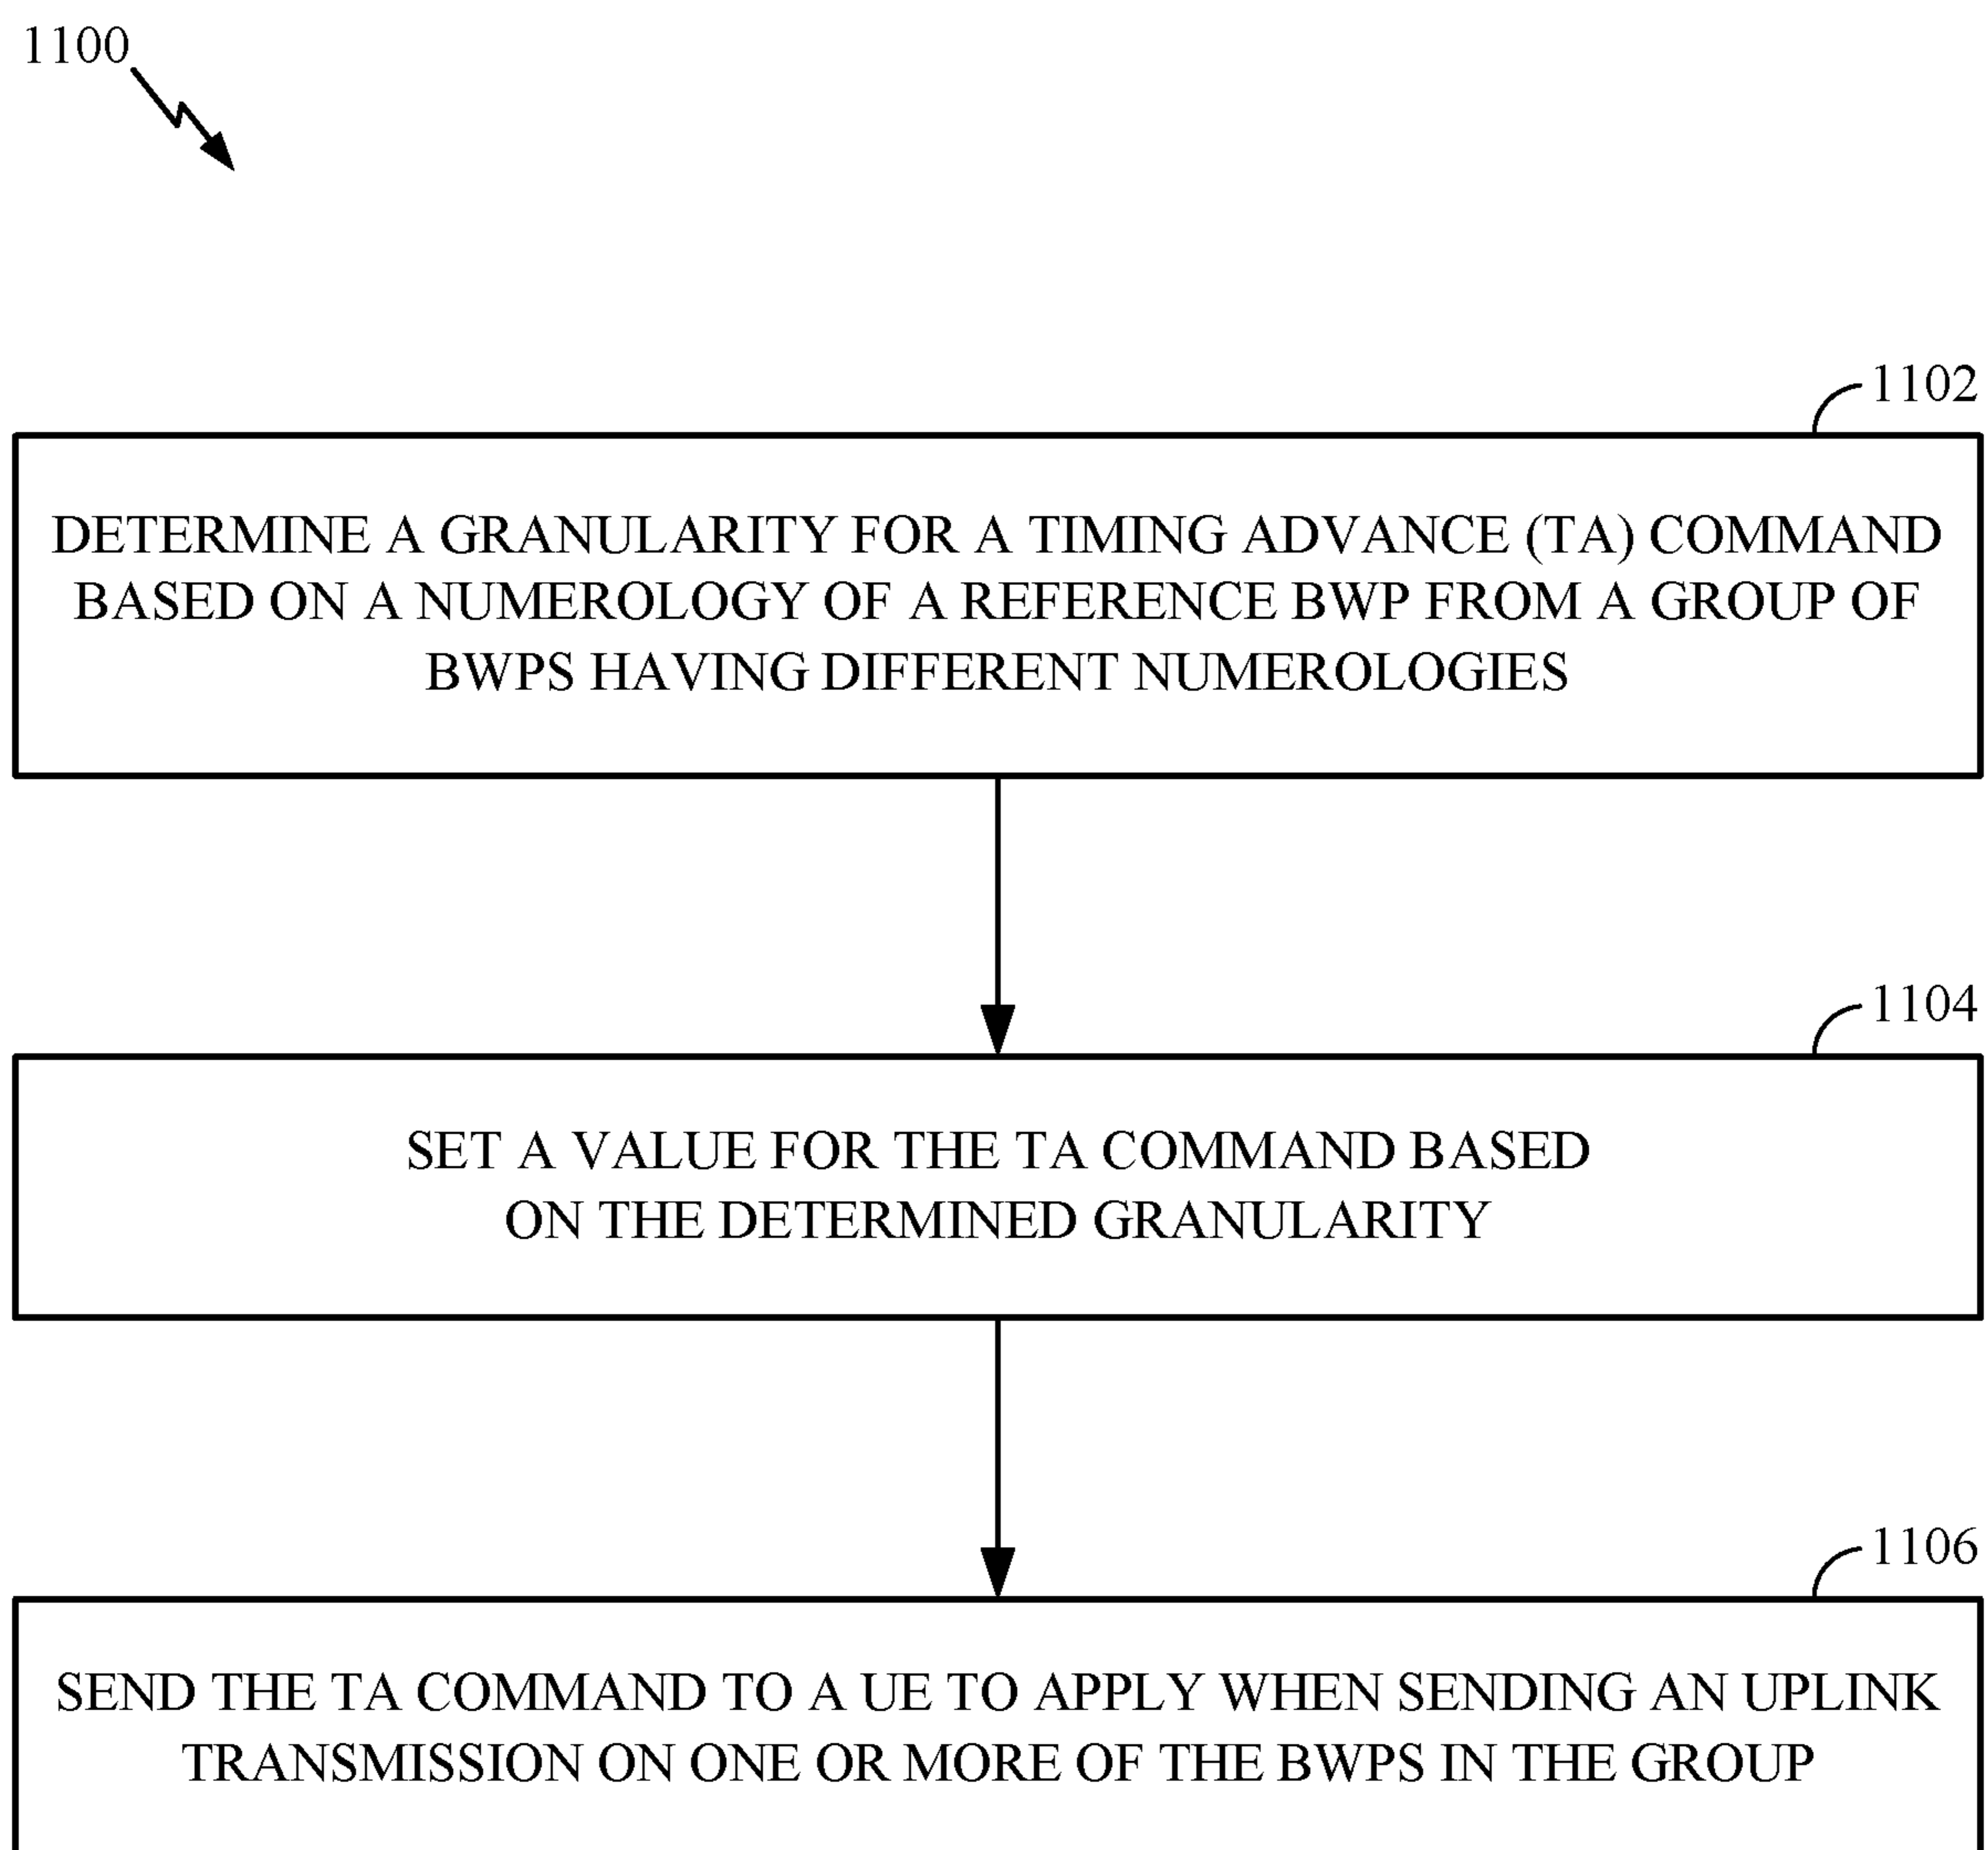 1100
1102
DETERMINE A GRANULARITY FOR A TIMING ADVANCE (TA) COMMAND
BASED ON A NUMEROLOGY OF A REFERENCE BWP FROM A GROUP OF
BWPS HAVING DIFFERENT NUMEROLOGIES
1104
SET A VALUE FOR THE TA COMMAND BASED
ON THE DETERMINED GRANULARITY
1106
SEND THE TA COMMAND TO A UE TO APPLY WHEN SENDING AN UPLINK
TRANSMISSION ON ONE OR MORE OF THE BWPS IN THE GROUP